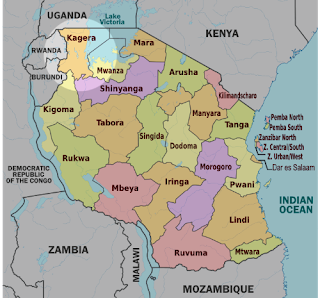 UGANDA
Lake
Victoria
KENYA
Kagera
Mara
RWANDA
Mwanza
BURUNDI
Arusha
Shinyanga
Kilimandscharo
Kigoma
Manyara
Pemba North
Pemba South
Tabora
Tanga
Zanzibar North
Singida
Z. Central/South
Dodoma
Z. Urban/West
Rukwa
Morogoro
Dar es Salaam
DEMOCRATIC
REPUBLIC
OF THE CONGO
Mbeya
Iringa
Pwani
INDIAN
OCEAN
Lindi
ZAMBIA
MALAWI
Ruvuma
Mtwara
MOZAMBIQUE